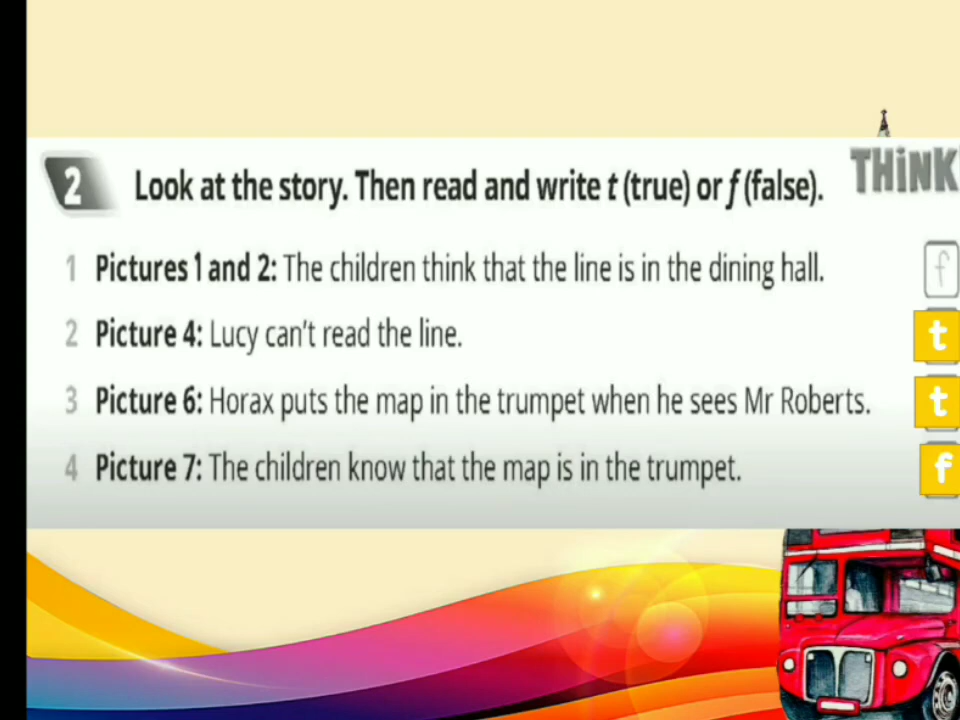 2 Look at the story. Then read and write t (true) or f (false). THiNK
1 Pictures 1 and 2: The children think that the line is in the dining hall. f
2 Picture 4: Lucy can't read the line. t
3 Picture 6: Horax puts the map in the trumpet when he sees Mr Roberts. t
4 Picture 7: The children know that the map is in the trumpet. f